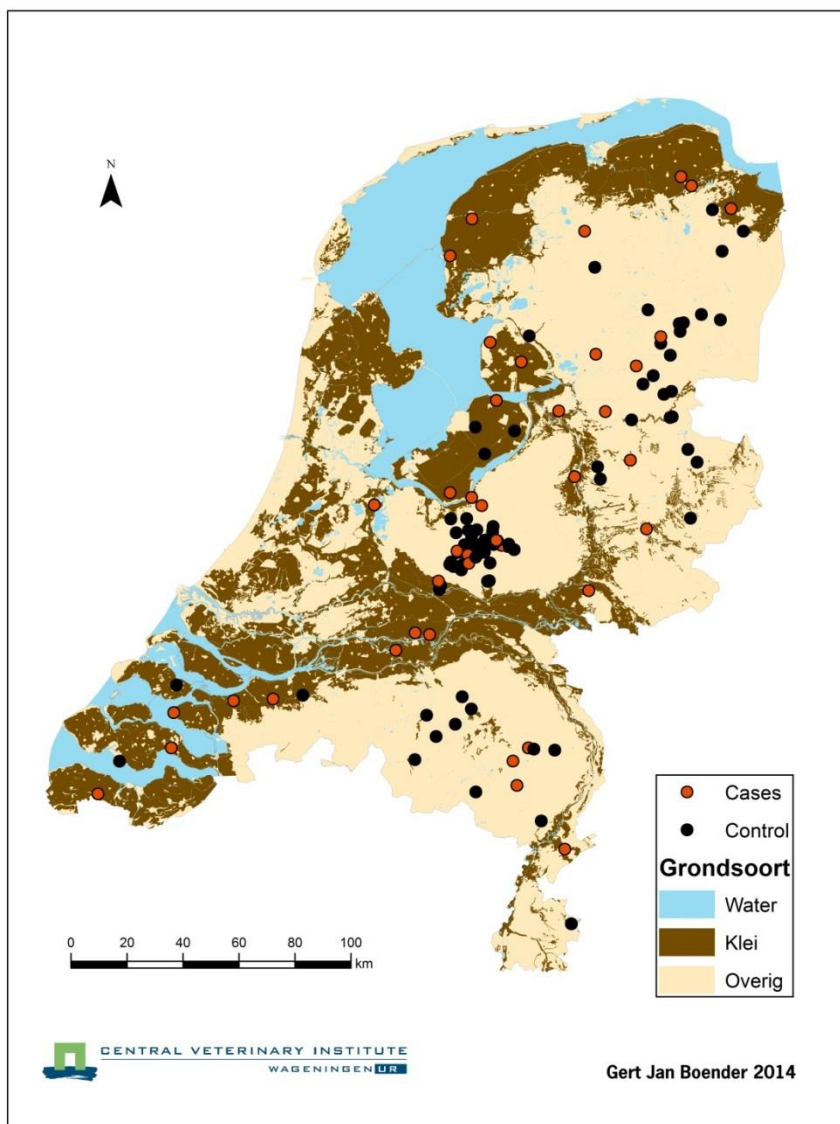 N
Cases
Control
Grondsoort
Water
Klei
Overig
0 20 40 60 80 100
km
CENTRAL VETERINARY INSTITUTE
WAGENINGEN UR
Gert Jan Boender 2014